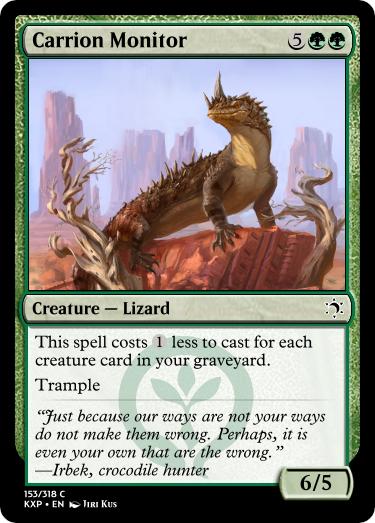 Carrion Monitor 5
Creature — Lizard
This spell costs 1 less to cast for each
creature card in your graveyard.
Trample
“Just because our ways are not your ways
do not make them wrong. Perhaps, it is
even your own that are the wrong.”
—Irbek, crocodile hunter
6/5
153/318 C
KXP • EN Jiri Kus